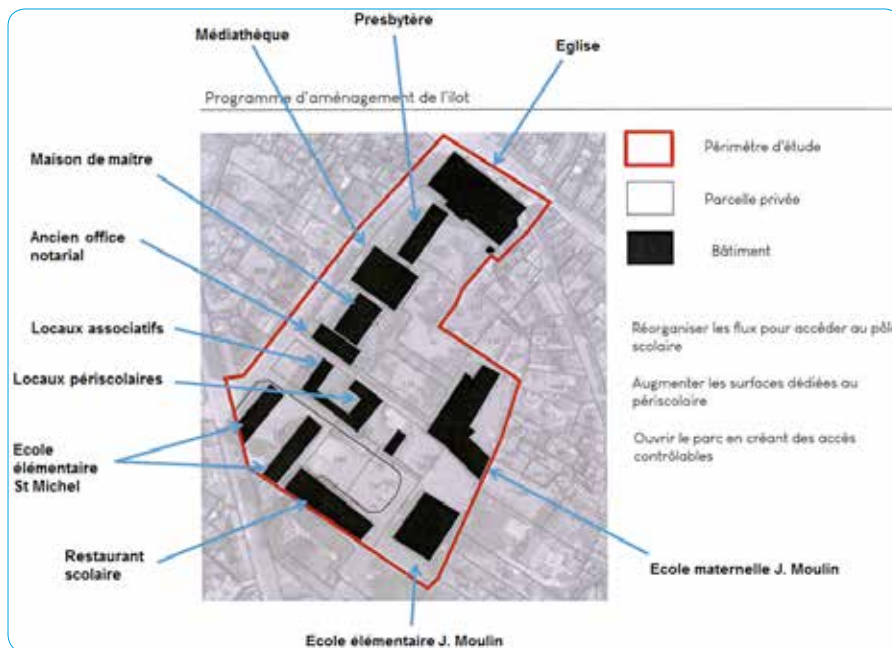 Presbytère
Médiathèque
Eglise
Programme d'aménagement de l'îlot
Maison de maître
Ancien office
notarial
Locaux associatifs
Locaux périscolaires
Ecole
élémentaire
St Michel
Restaurant
scolaire
Ecole élémentaire J. Moulin
Ecole maternelle J. Moulin
Périmètre d'étude
Parcelle privée
Bâtiment
Réorganiser les flux pour accéder au pôle
scolaire
Augmenter les surfaces dédiées au
périscolaire
Ouvrir le parc en créant des accès
contrôlables